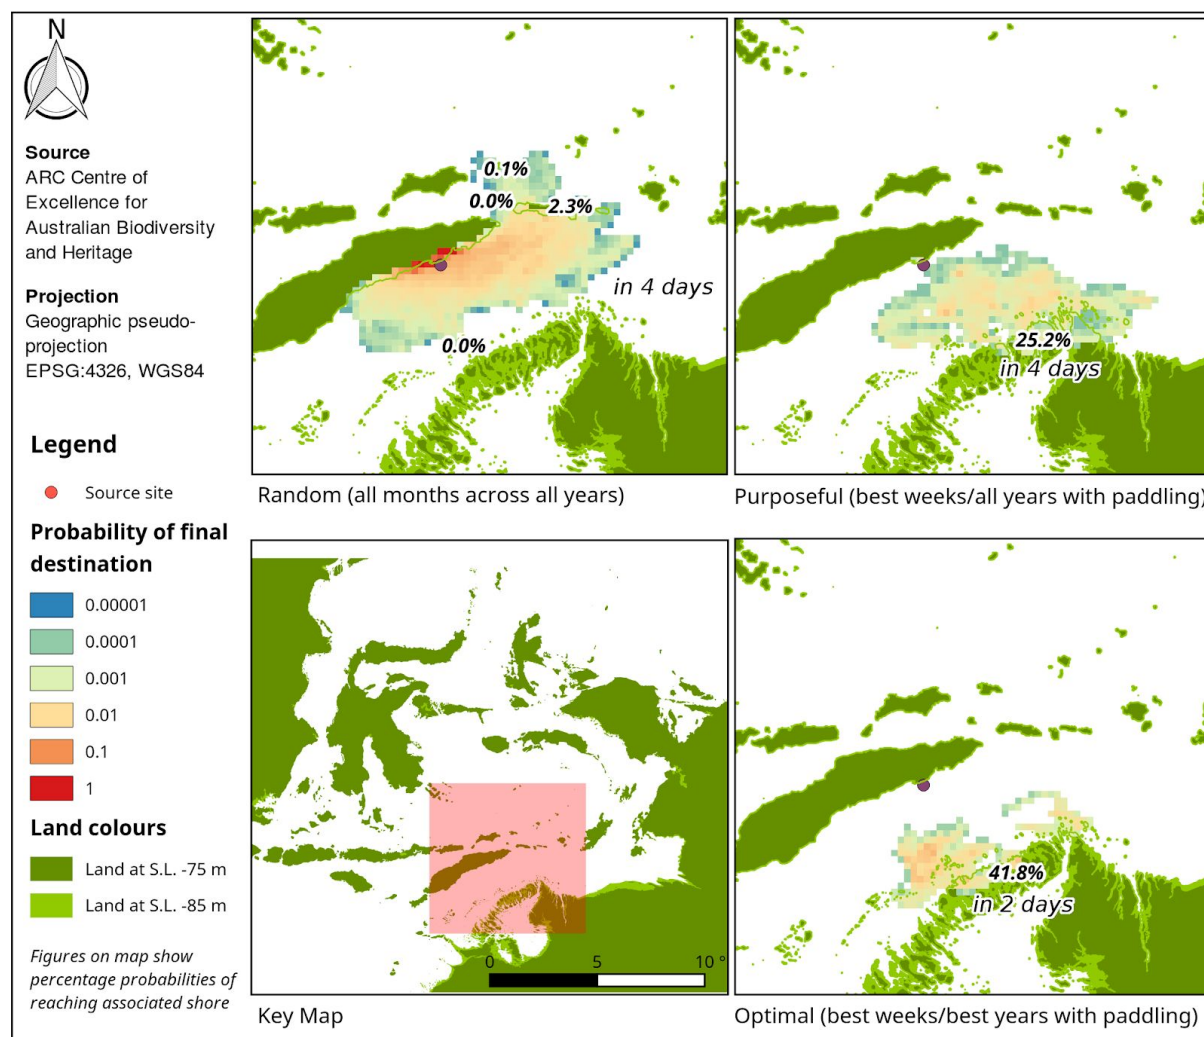 N
Source
ARC Centre of
Excellence for
Australian Biodiversity
and Heritage
Projection
Geographic pseudo-
projection
EPSG:4326, WGS84
Legend
Source site
Probability of final
destination
0.00001
0.0001
0.001
0.01
0.1
1
Land colours
Land at S.L. -75 m
Land at S.L. -85 m
Figures on map show
percentage probabilities of
reaching associated shore
0.1%
0.0%
2.3%
in 4 days
0.0%
Random (all months across all years)
25.2%
in 4 days
Purposeful (best weeks/all years with paddling)
0 5 10 °
Key Map
41.8%
in 2 days
Optimal (best weeks/best years with paddling)